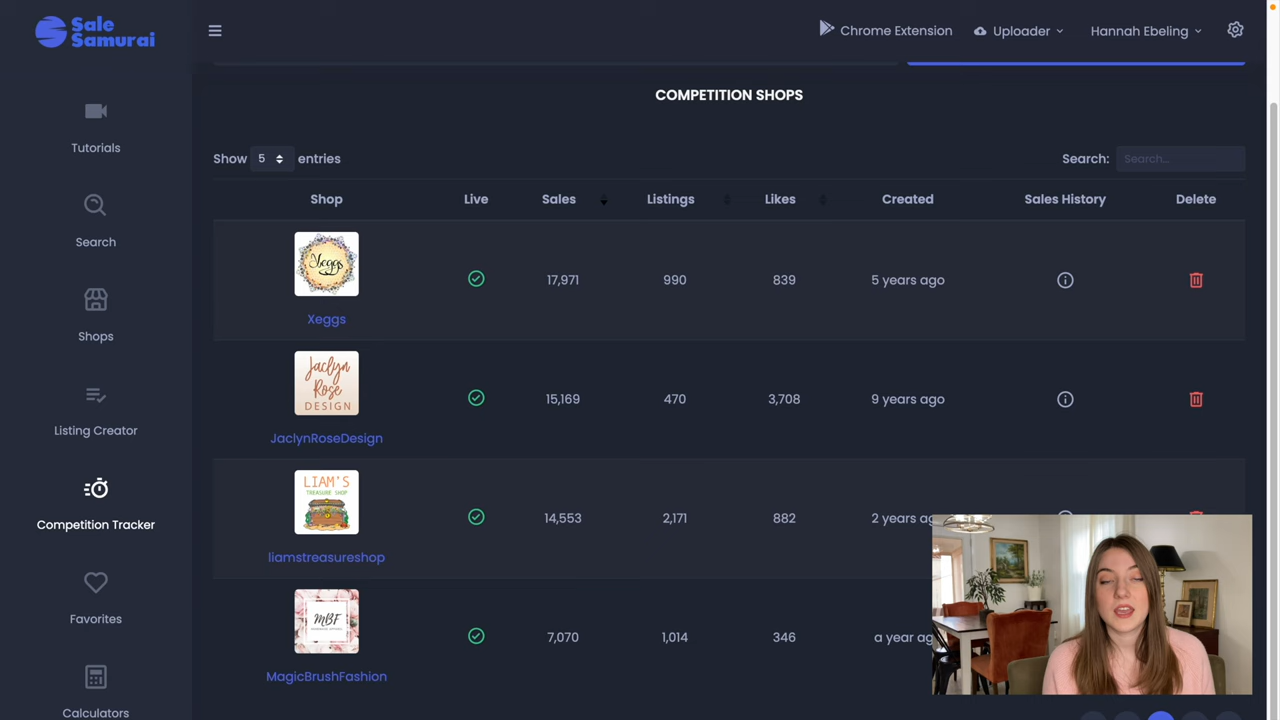 Sale
Samurai
Chrome Extension
Uploader
Hannah Ebeling
Tutorials
Search
Shops
Listing Creator
Competition Tracker
Favorites
Calculators
COMPETITION SHOPS
Show 5 entries
Search: Search...
Shop Live Sales Listings Likes Created Sales History Delete
Xeggs
Xeggs 17,971 990 839 5 years ago
Jaclyn
Rose
DESIGN
JaclynRoseDesign 15,169 470 3,708 9 years ago
LIAM'S
TREASURE SHOP
liamstreasureshop 14,553 2,171 882 2 years ag
MBF
MagicBrushFashion 7,070 1,014 346 a year ag